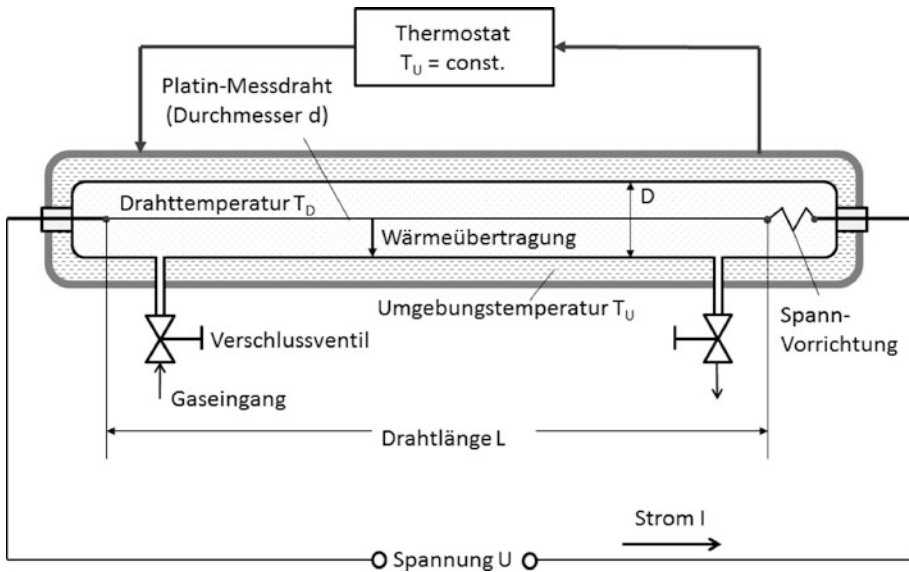 Thermostat
T_U = const.
Platin-Messdraht
(Durchmesser d)
Drahttemperatur T_D
D
Wärmeübertragung
Umgebungstemperatur T_U
Spann-
Vorrichtung
Verschlussventil
Gaseingang
Drahtlänge L
Strom I
Spannung U